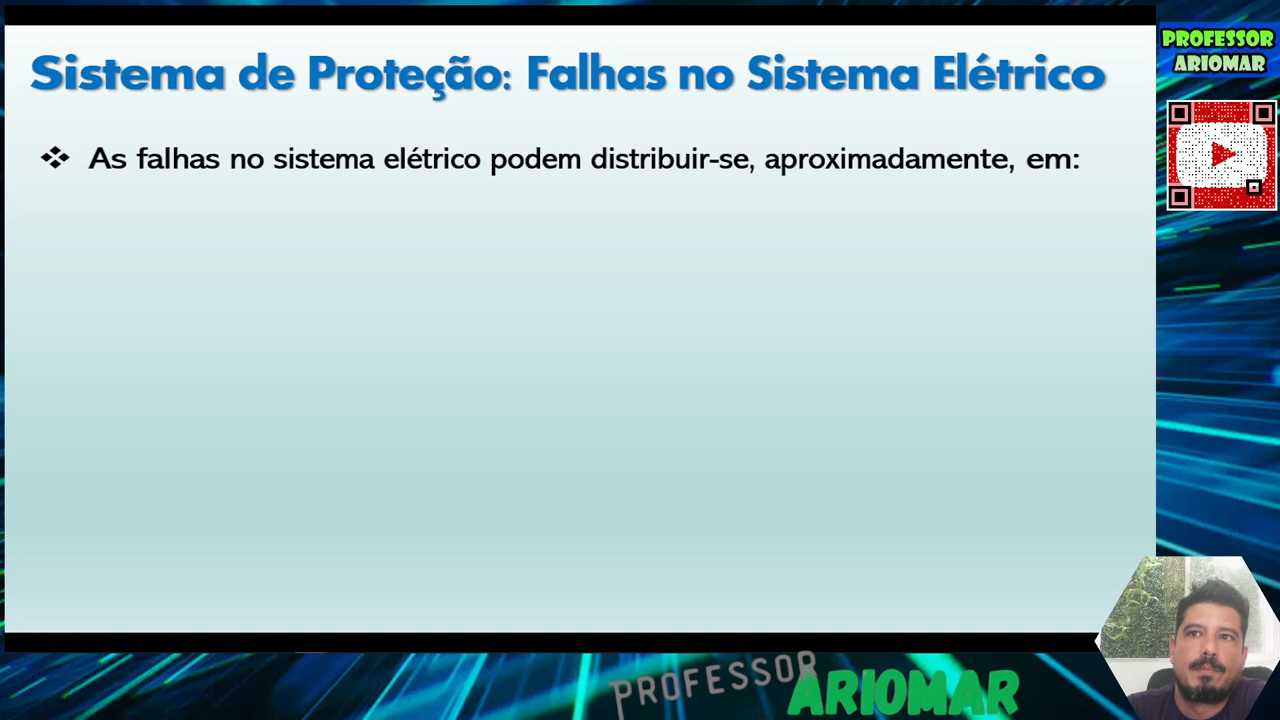 Sistema de Proteção: Falhas no Sistema Elétrico
PROFESSOR
ARIOMAR
❖ As falhas no sistema elétrico podem distribuir-se, aproximadamente, em:
PROFESSOR
ARIOMAR